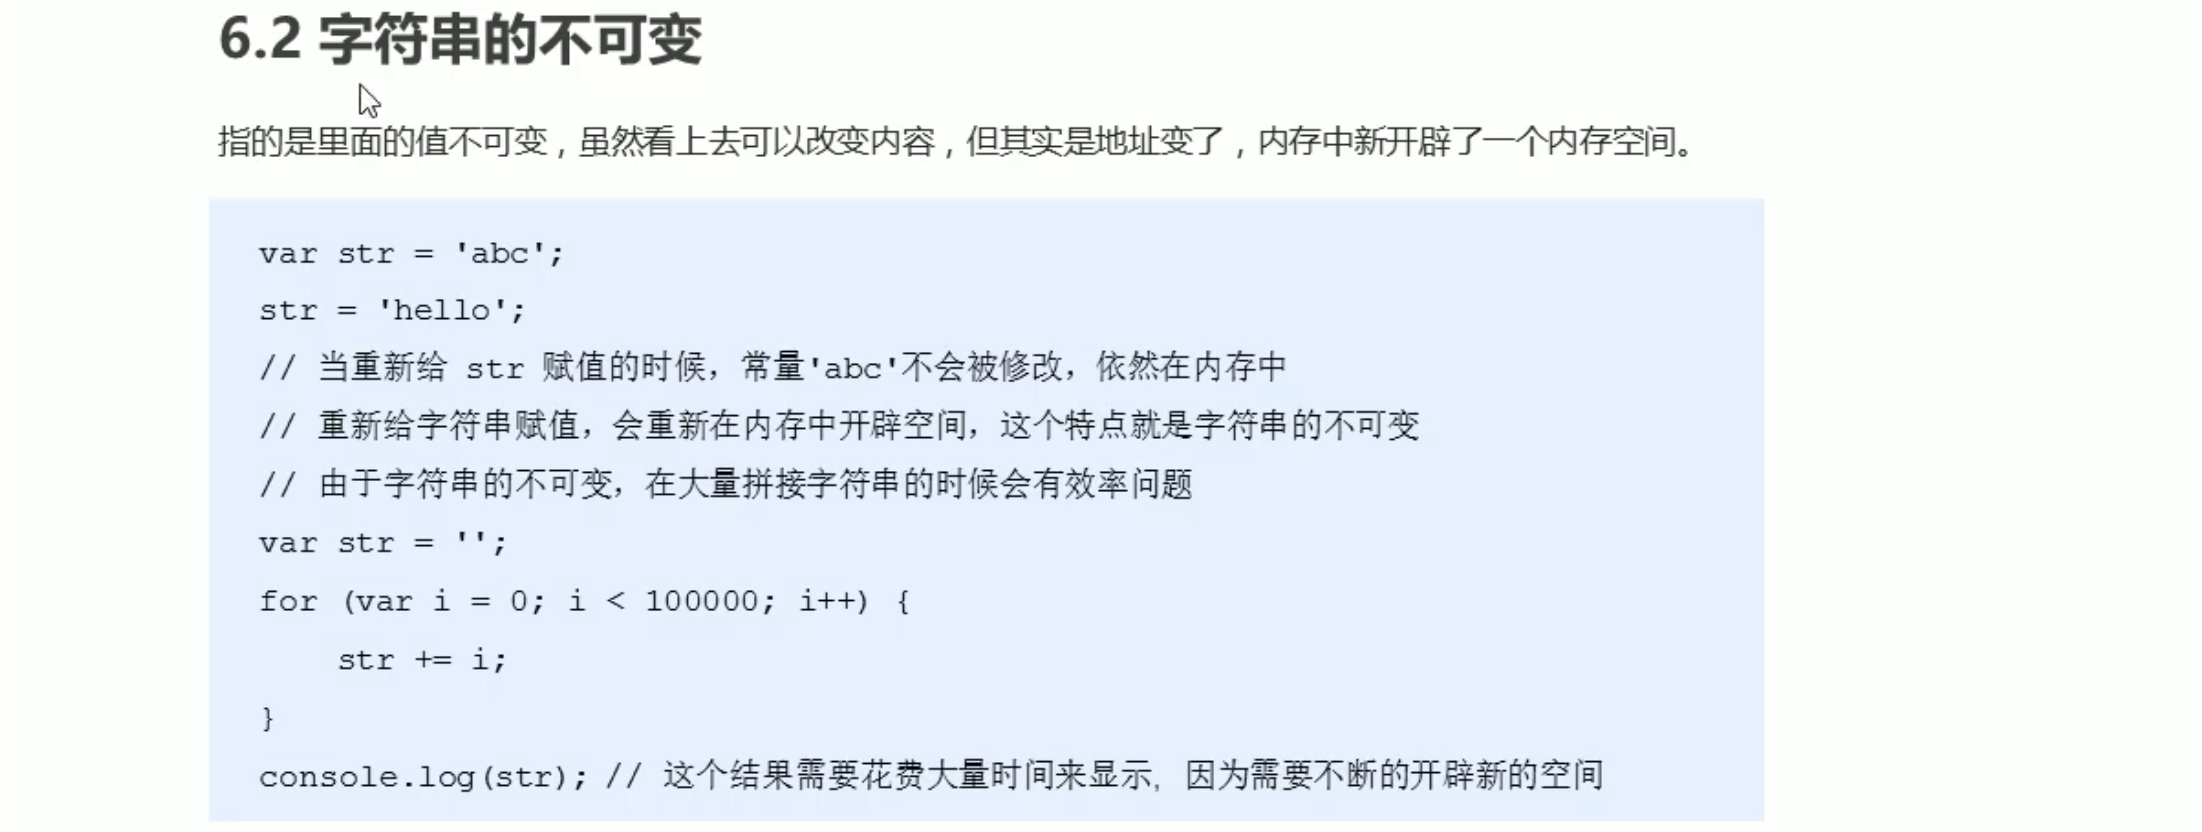 6.2 字符串的不可变
指的是里面的值不可变，虽然看上去可以改变内容，但其实是地址变了，内存中新开辟了一个内存空间。
var str = 'abc';
str = 'hello';
// 当重新给 str 赋值的时候，常量'abc'不会被修改，依然在内存中
// 重新给字符串赋值，会重新在内存中开辟空间，这个特点就是字符串的不可变
// 由于字符串的不可变，在大量拼接字符串的时候会有效率问题
var str = '';
for (var i = 0; i < 100000; i++) {
    str += i;
}
console.log(str); // 这个结果需要花费大量时间来显示，因为需要不断的开辟新的空间